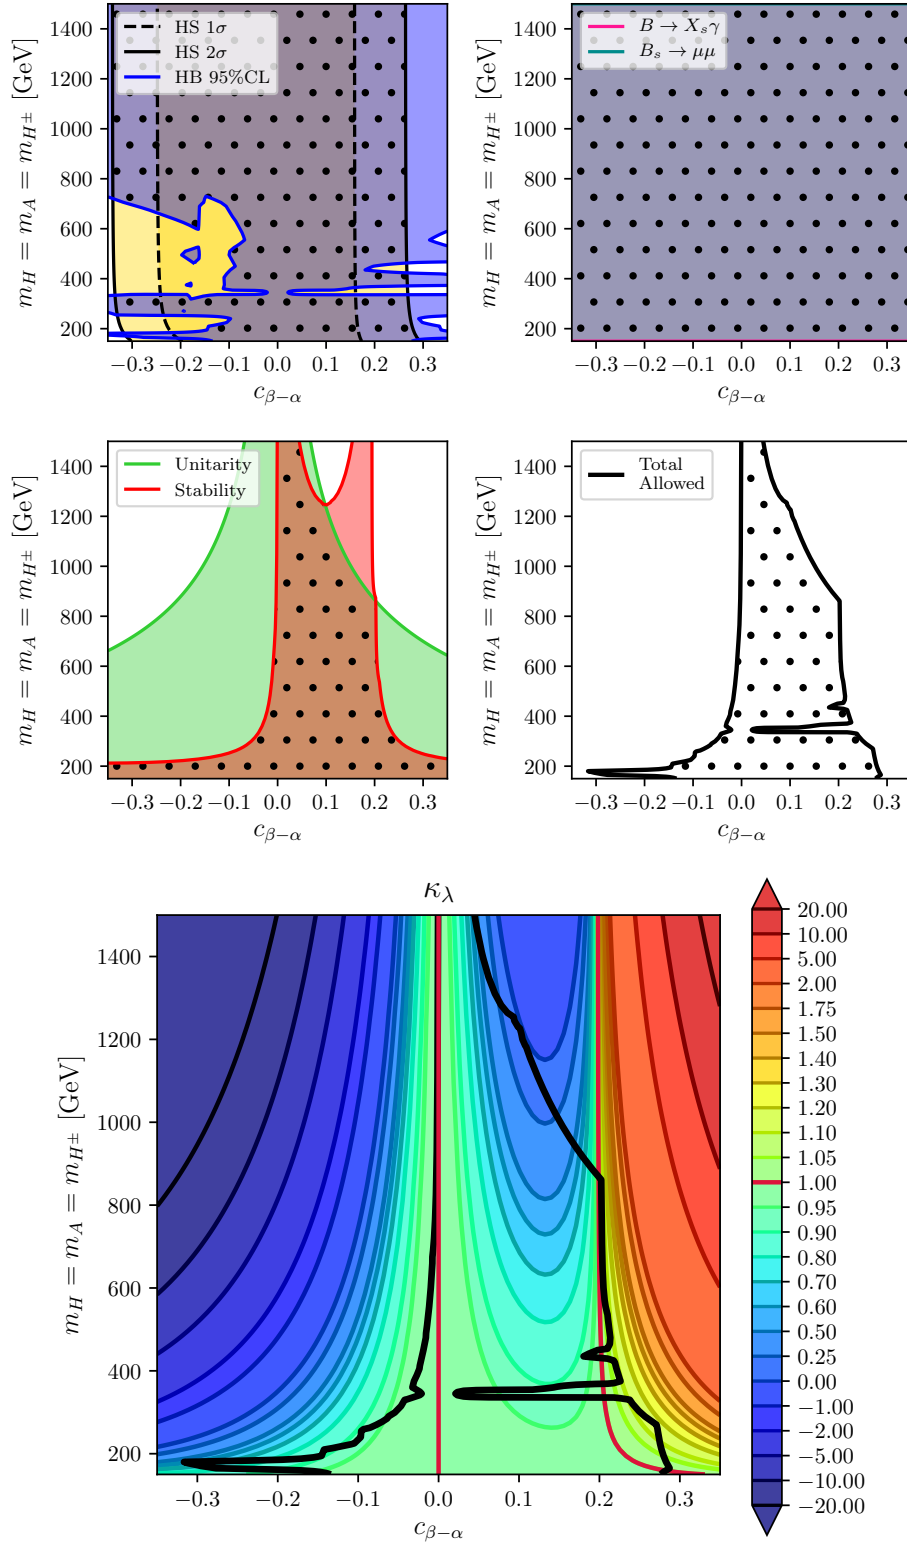 HS 1σ
HS 2σ
HB 95%CL
1400
1200
1000
800
600
400
200
m_H = m_A = m_{H^±} [GeV]
−0.3 −0.2 −0.1 0.0 0.1 0.2 0.3
c_{β−α}
B → X_sγ
B_s → μμ
1400
1200
1000
800
600
400
200
m_H = m_A = m_{H^±} [GeV]
−0.3 −0.2 −0.1 0.0 0.1 0.2 0.3
c_{β−α}
Unitarity
Stability
1400
1200
1000
800
600
400
200
m_H = m_A = m_{H^±} [GeV]
−0.3 −0.2 −0.1 0.0 0.1 0.2 0.3
c_{β−α}
Total
Allowed
1400
1200
1000
800
600
400
200
m_H = m_A = m_{H^±} [GeV]
−0.3 −0.2 −0.1 0.0 0.1 0.2 0.3
c_{β−α}
κ_λ
1400
1200
1000
800
600
400
200
m_H = m_A = m_{H^±} [GeV]
−0.3 −0.2 −0.1 0.0 0.1 0.2 0.3
c_{β−α}
20.00
10.00
5.00
2.00
1.75
1.50
1.40
1.30
1.20
1.10
1.05
1.00
0.95
0.90
0.80
0.70
0.60
0.50
0.25
0.00
−1.00
−2.00
−5.00
−10.00
−20.00